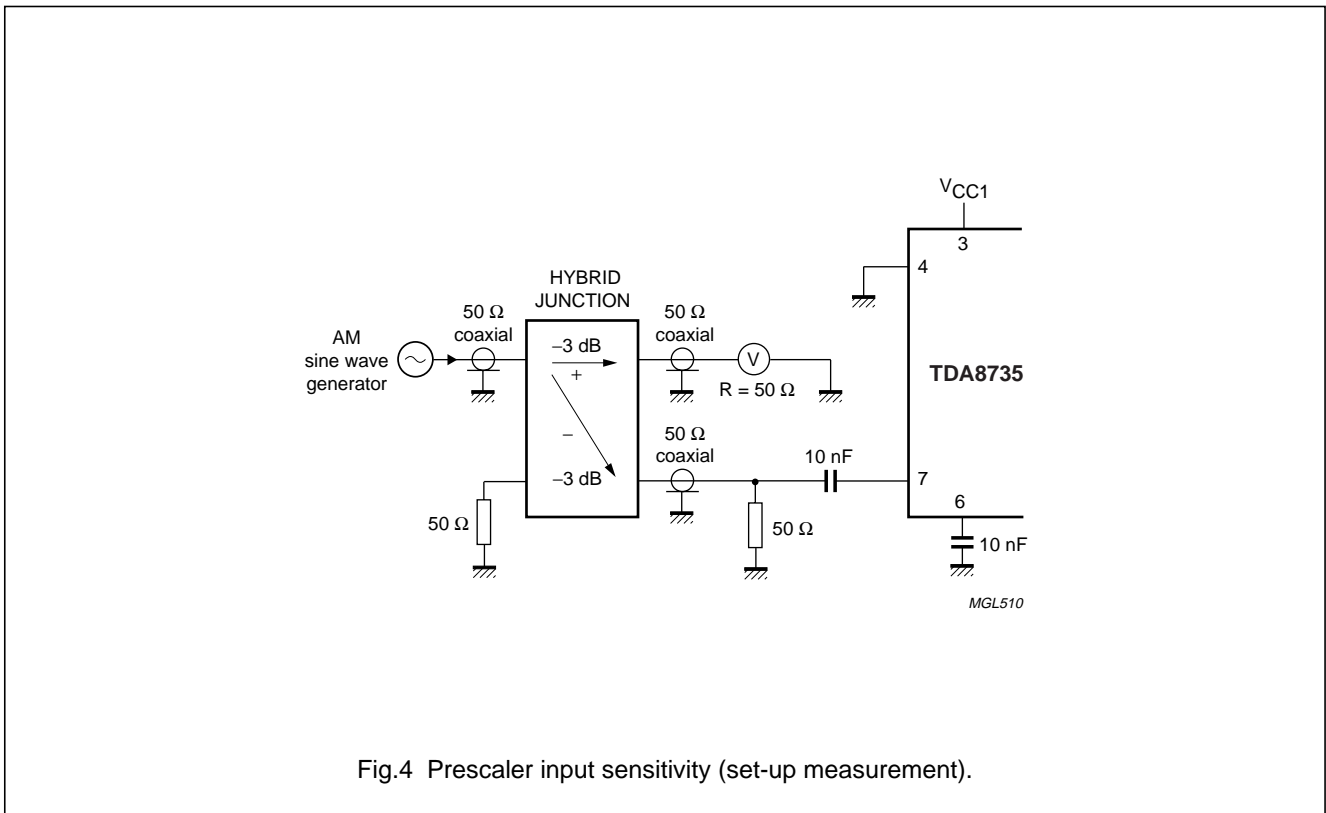 VCC1
3
4
HYBRID
JUNCTION
50 Ω
coaxial
50 Ω
coaxial
AM
sine wave
generator
−3 dB
+
V
R = 50 Ω
TDA8735
−
50 Ω
coaxial
−3 dB
10 nF
7
6
50 Ω
50 Ω
10 nF
MGL510
Fig.4 Prescaler input sensitivity (set-up measurement).